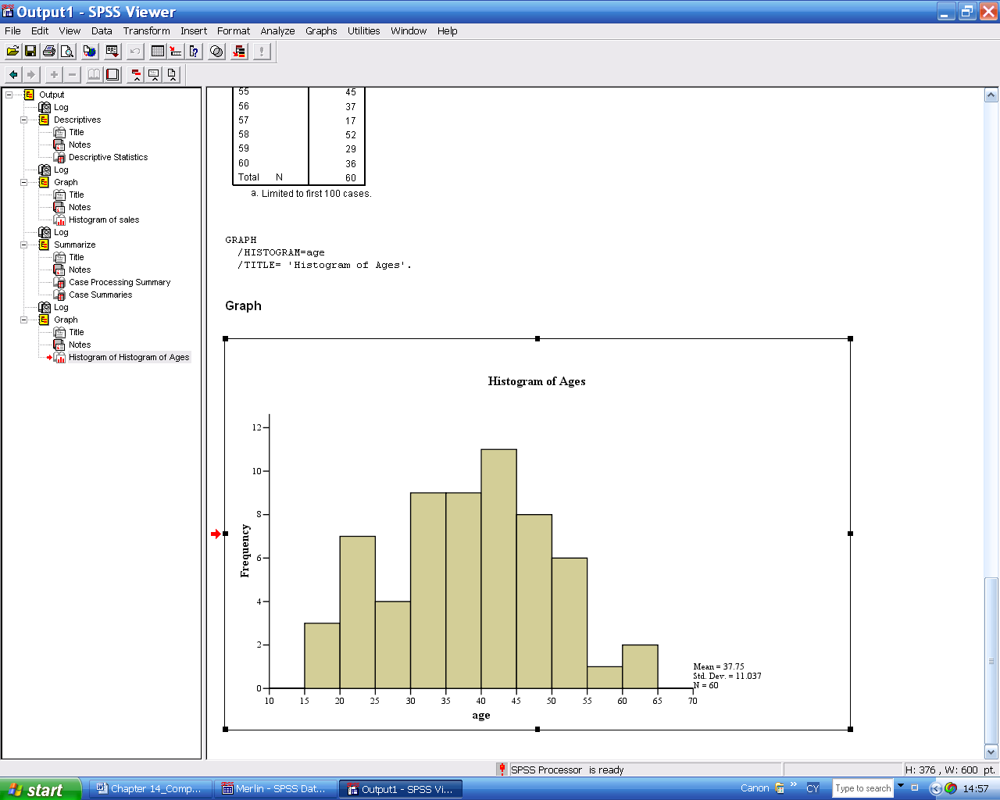 Output1 - SPSS Viewer
File Edit View Data Transform Insert Format Analyze Graphs Utilities Window Help
Output
Log
Descriptives
Title
Notes
Descriptive Statistics
Log
Graph
Title
Notes
Histogram of sales
Log
Summarize
Title
Notes
Case Processing Summary
Case Summaries
Log
Graph
Title
Notes
Histogram of Histogram of Ages
55 45
56 37
57 17
58 52
59 29
60 36
Total N 60
a. Limited to first 100 cases.
GRAPH
/HISTOGRAM=age
/TITLE= 'Histogram of Ages'.
Graph
Histogram of Ages
12
10
8
6
4
2
0
Frequency
10 15 20 25 30 35 40 45 50 55 60 65 70
age
Mean = 37.75
Std. Dev. = 11.037
N = 60
SPSS Processor is ready
H: 376 , W: 600 pt.
start
Chapter 14_Comp...
Merlin - SPSS Dat...
Output1 - SPSS Vi...
Canon
CY
Type to search
14:57